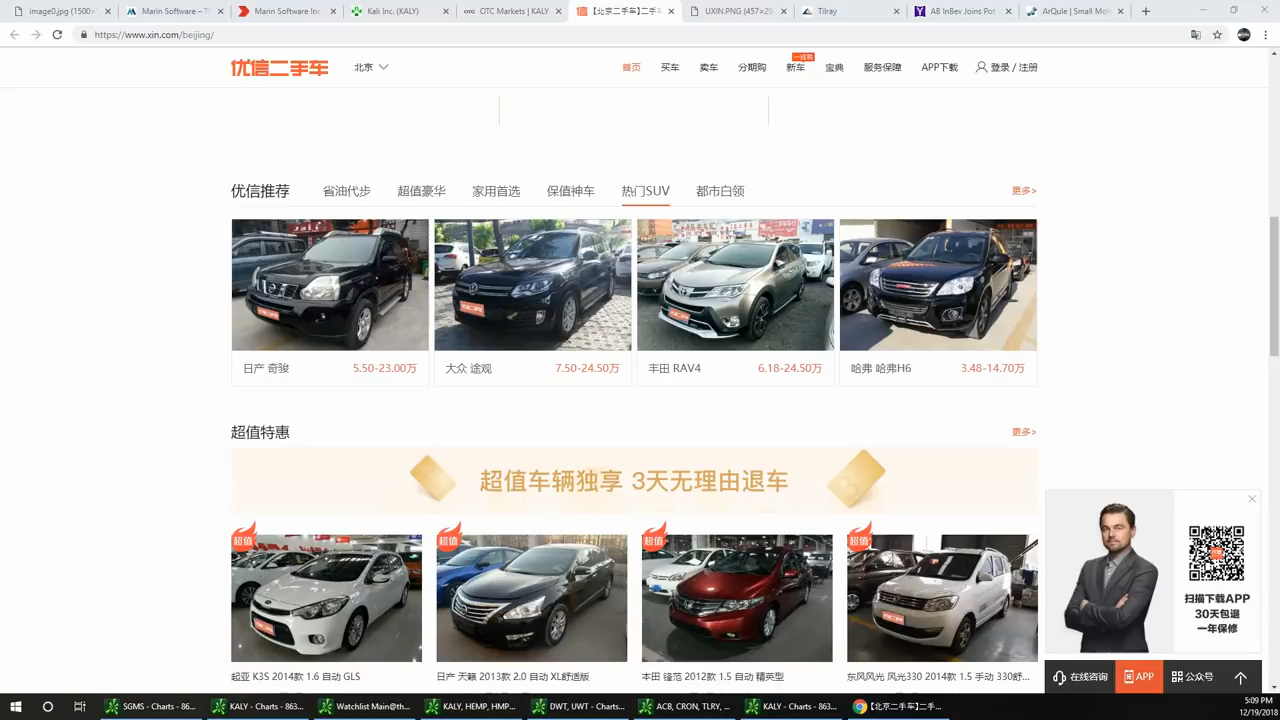 image0.jpg (1500×
Marin Software – T
Marin Software Inc
Kali Inc. (KALY)
OTC Markets | KALY
【北京二手车】二手
UXIN.PNG (457×29
Tilray
AB InBev Joins Pot
ArQule | Small Mol
https://www.xin.com/beijing/
优信二手车 北京
首页 买车 卖车 分期购 新车 一成购 宝典 服务保障 APP下载 登录 / 注册
优信推荐 省油代步 超值豪华 家用首选 保值神车 热门SUV 都市白领 更多>
日产 奇骏 5.50-23.00万
大众 途观 7.50-24.50万
丰田 RAV4 6.18-24.50万
哈弗 哈弗H6 3.48-14.70万
超值特惠 更多>
超值车辆独享 3天无理由退车
超值
超值
超值
超值
起亚 K3S 2014款 1.6 自动 GLS
日产 天籁 2013款 2.0 自动 XL舒适版
本田 锋范 2012款 1.5 自动 精英型
东风风光 风光330 2014款 1.5 手动 330舒...
扫描下载APP
30天包退
一年保修
在线咨询 APP 公众号
SGMS - Charts - 86...
KALY - Charts - 863...
Watchlist Main@th...
KALY, HEMP, HMP...
DWT, UWT - Charts...
ACB, CRON, TLRY, ...
KALY - Charts - 863...
【北京二手车】二手...
5:09 PM
12/19/2018